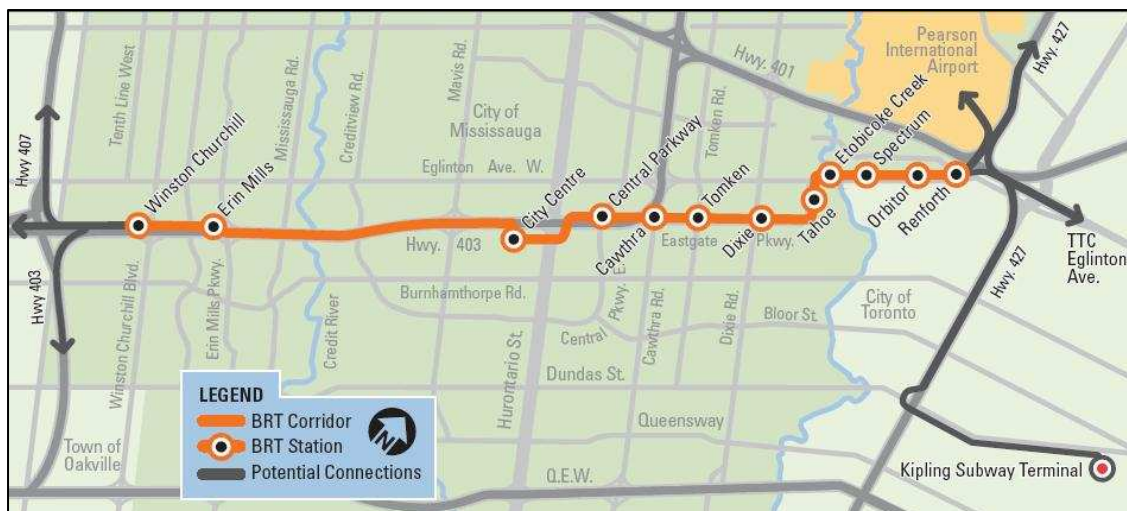 Tenth Line West
Mississauga Rd.
Creditview Rd.
Mavis Rd.
City of
Mississauga
Eglinton Ave. W.
Hwy. 401
Tomken Rd.
Pearson
International
Airport
Hwy. 427
Hwy 407
Winston Churchill
Erin Mills
City Centre
Central Parkway
Cawthra
Tomken
Dixie
Tahoe
Etobicoke Creek
Spectrum
Orbitor
Renforth
Hwy. 403
Eastgate Pkwy.
TTC
Eglinton
Ave.
Hwy 403
Winston Churchill Blvd.
Erin Mills Pkwy.
Credit River
Burnhamthorpe Rd.
Hurontario St.
Central Pkwy. E.
Cawthra Rd.
Dixie Rd.
Bloor St.
City of
Toronto
Hwy. 427
Dundas St.
Queensway
Q.E.W.
Town of
Oakville
Kipling Subway Terminal
LEGEND
BRT Corridor
BRT Station
Potential Connections
N